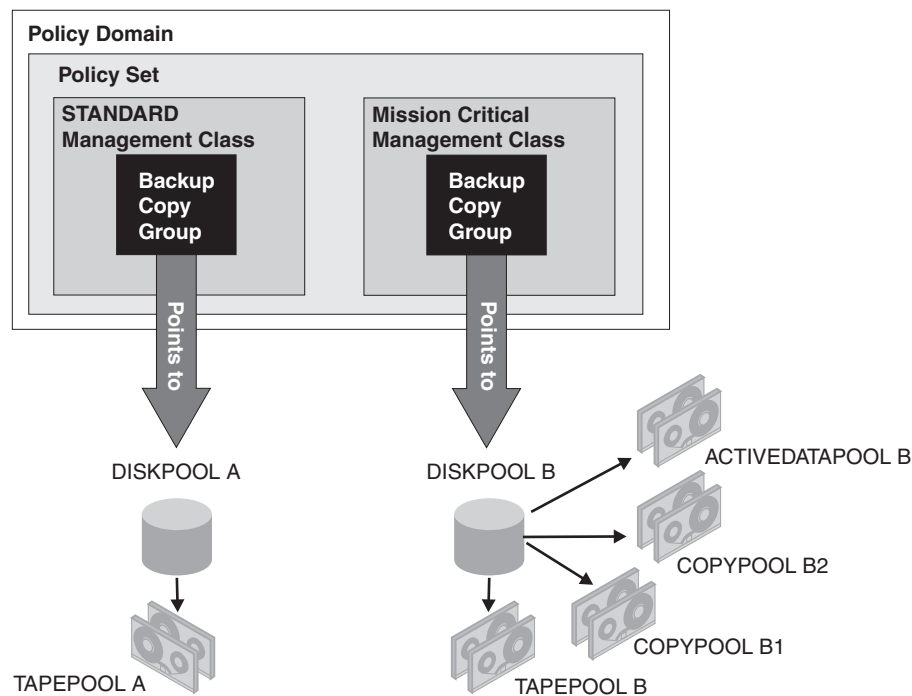 Policy Domain
Policy Set
STANDARD
Management Class
Backup
Copy
Group
Mission Critical
Management Class
Backup
Copy
Group
Points to
Points to
DISKPOOL A
DISKPOOL B
ACTIVEDATAPOOL B
COPYPOOL B2
COPYPOOL B1
TAPEPOOL A
TAPEPOOL B